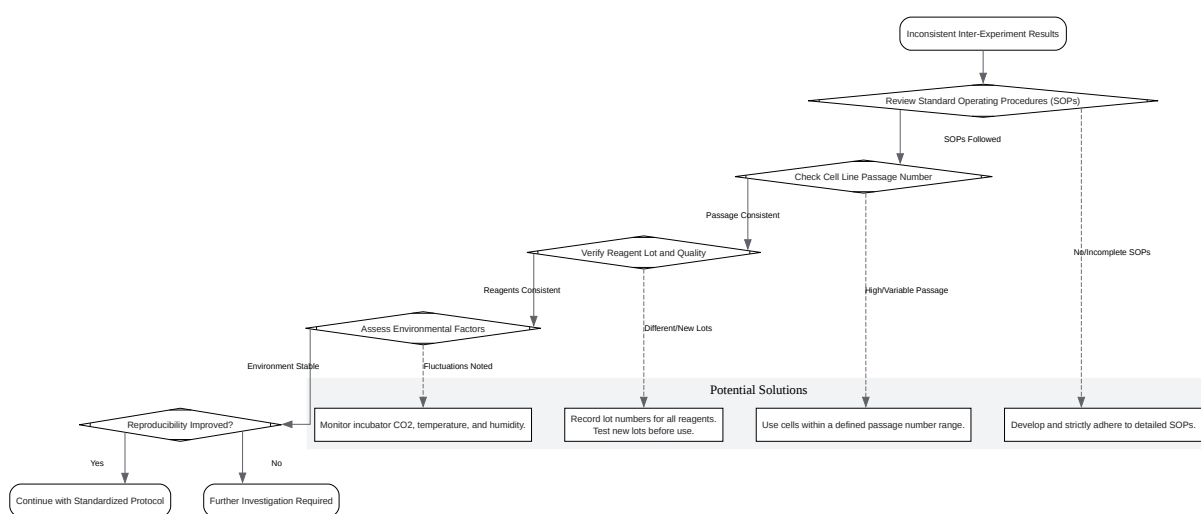 Inconsistent Inter-Experiment Results
Review Standard Operating Procedures (SOPs)
SOPs Followed
Check Cell Line Passage Number
Passage Consistent
Verify Reagent Lot and Quality
No/Incomplete SOPs
Reagents Consistent
High/Variable Passage
Assess Environmental Factors
Different/New Lots
Environment Stable
Fluctuations Noted
Potential Solutions
Reproducibility Improved?
Monitor incubator CO2, temperature, and humidity.
Record lot numbers for all reagents.
Test new lots before use.
Use cells within a defined passage number range.
Develop and strictly adhere to detailed SOPs.
Yes
No
Continue with Standardized Protocol
Further Investigation Required